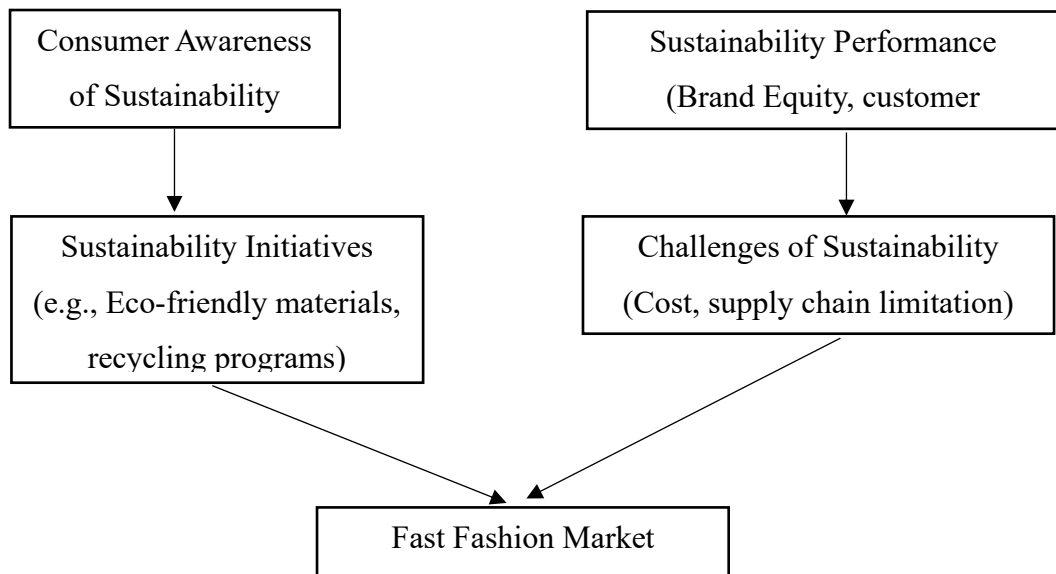 Consumer Awareness
of Sustainability
Sustainability Performance
(Brand Equity, customer
Sustainability Initiatives
(e.g., Eco-friendly materials,
recycling programs)
Challenges of Sustainability
(Cost, supply chain limitation)
Fast Fashion Market